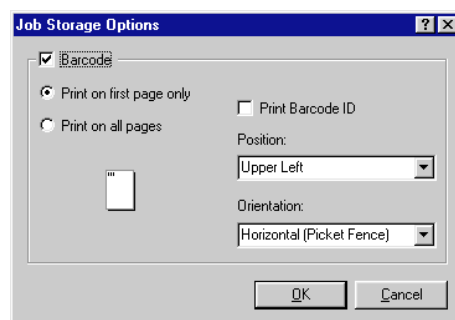 Job Storage Options
Barcode
Print on first page only
Print on all pages
Print Barcode ID
Position:
Upper Left
Orientation:
Horizontal (Picket Fence)
OK
Cancel